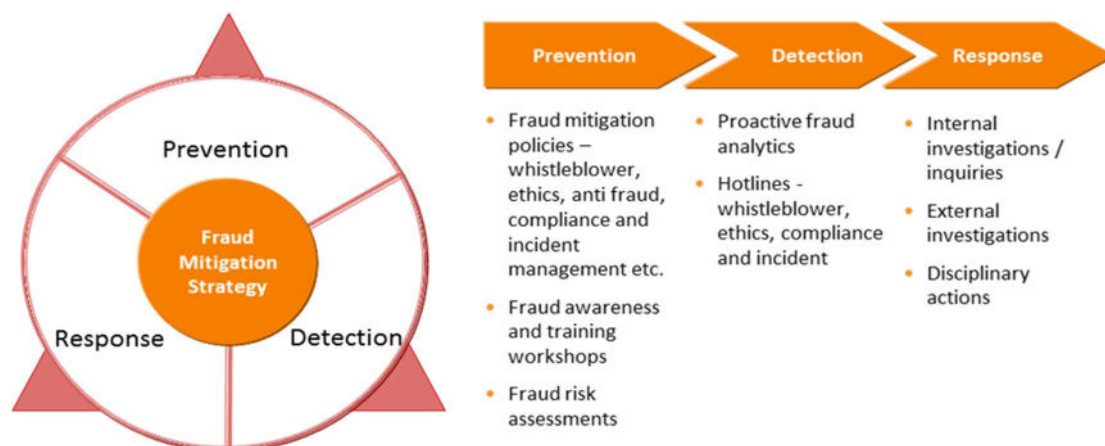 Prevention
Fraud
Mitigation
Strategy
Response
Detection
Prevention
Detection
Response
• Fraud mitigation
policies –
whistleblower,
ethics, anti fraud,
compliance and
incident
management etc.
• Fraud awareness
and training
workshops
• Fraud risk
assessments
• Proactive fraud
analytics
• Hotlines -
whistleblower,
ethics, compliance
and incident
• Internal
investigations /
inquiries
• External
investigations
• Disciplinary
actions